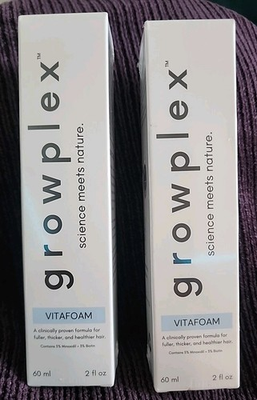 growplex™
science meets nature.
VITAFOAM
A clinically proven formula for
fuller, thicker, and healthier hair.
60 ml 2 fl oz
growplex™
science meets nature.
VITAFOAM
A clinically proven formula for
fuller, thicker, and healthier hair.
60 ml 2 fl oz